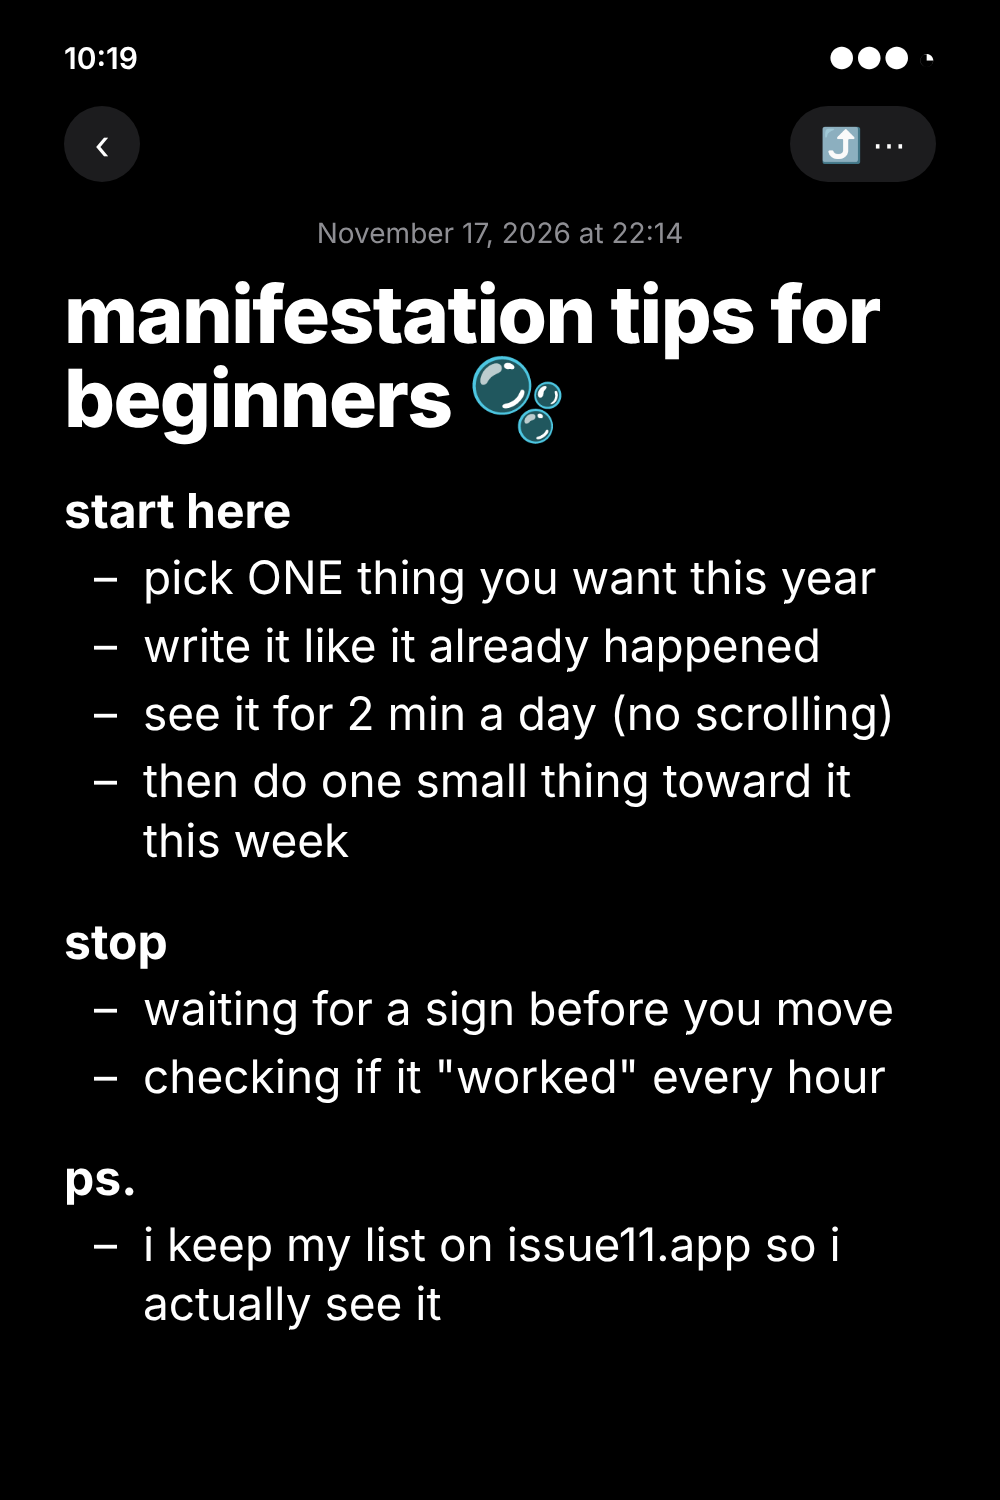 10:19
November 17, 2026 at 22:14
manifestation tips for
beginners 🫧
start here
– pick ONE thing you want this year
– write it like it already happened
– see it for 2 min a day (no scrolling)
– then do one small thing toward it
this week
stop
– waiting for a sign before you move
– checking if it "worked" every hour
ps.
– i keep my list on issue11.app so i
actually see it